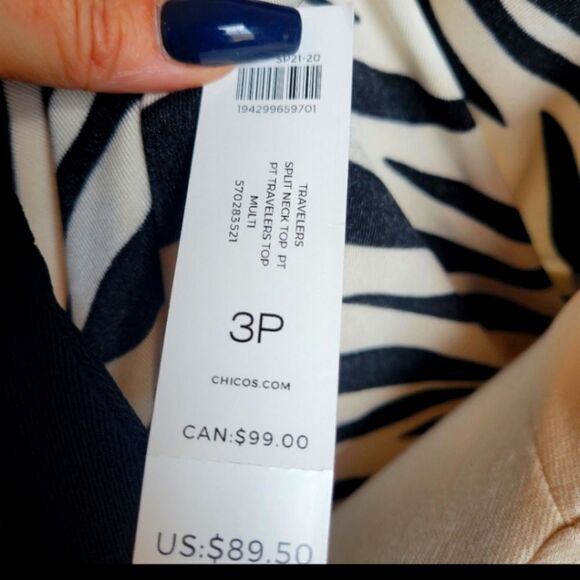 SP21-20
194299659701
TRAVELERS
SPLIT NECK TOP PT
PT TRAVELERS TOP
MULTI
570283521
3P
CHICOS.COM
CAN:$99.00
US:$89.50